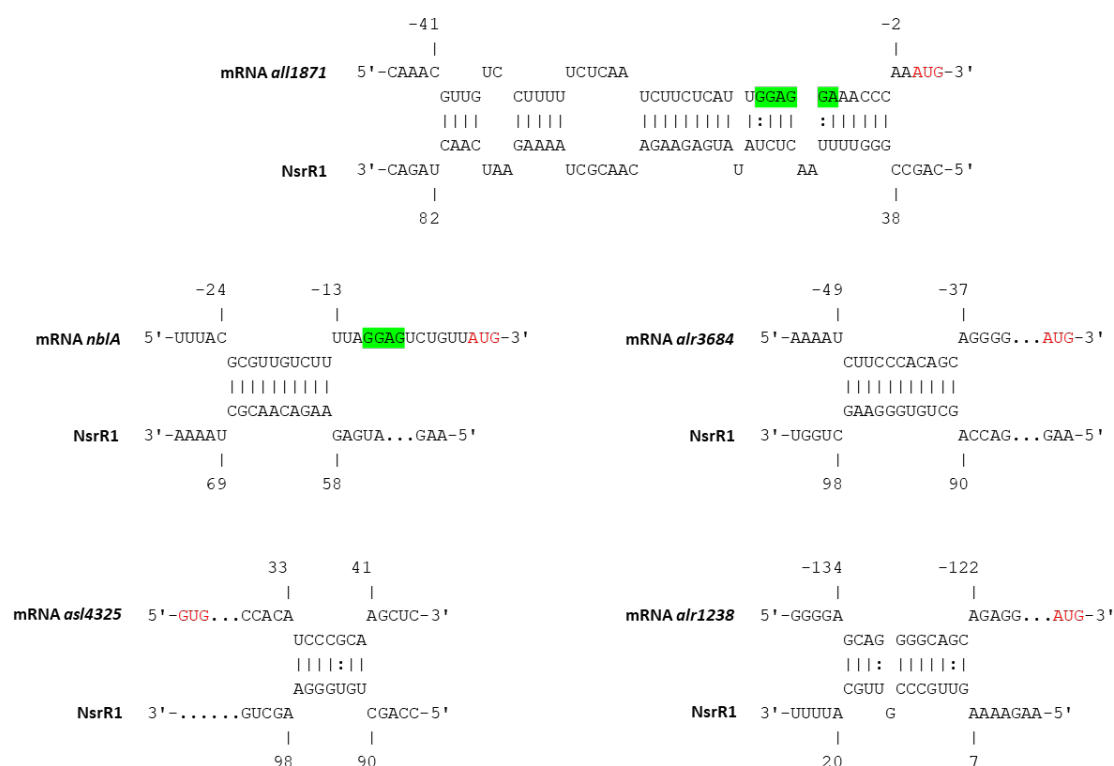 -41 -2
| |
mRNA all1871 5'-CAAAC UC UCUCAA AAAUG-3'
GUUG CUUUU UCUUCUCAU UGGAG GAAACCC
|||| ||||| ||||||||| |:||| :||||||
CAAC GAAAA AGAAGAGUA AUCUC UUUUGGG
NsrR1 3'-CAGAU UAA UCGCAAC U AA CCGAC-5'
| |
82 38
-24 -13
| |
mRNA nblA 5'-UUUAC UUAGGAGUCUGUUAUG-3'
GCGUUGUCUU
||||||||||
CGCAACAGAA
NsrR1 3'-AAAAU GAGUA...GAA-5'
| |
69 58
-49 -37
| |
mRNA alr3684 5'-AAAAU AGGGG...AUG-3'
CUUCCCACAGC
|||||||||||
GAAGGGUGUCG
NsrR1 3'-UGGUC ACCAG...GAA-5'
| |
98 90
33 41
| |
mRNA asl4325 5'-GUG...CCACA AGCUC-3'
UCCCGCA
||||:||
AGGGUGU
NsrR1 3'-......GUCGA CGACC-5'
| |
98 90
-134 -122
| |
mRNA alr1238 5'-GGGGA AGAGG...AUG-3'
GCAG GGGCAGC
|||: |||||:|
CGUU CCCGUUG
NsrR1 3'-UUUUA G AAAAGAA-5'
| |
20 7